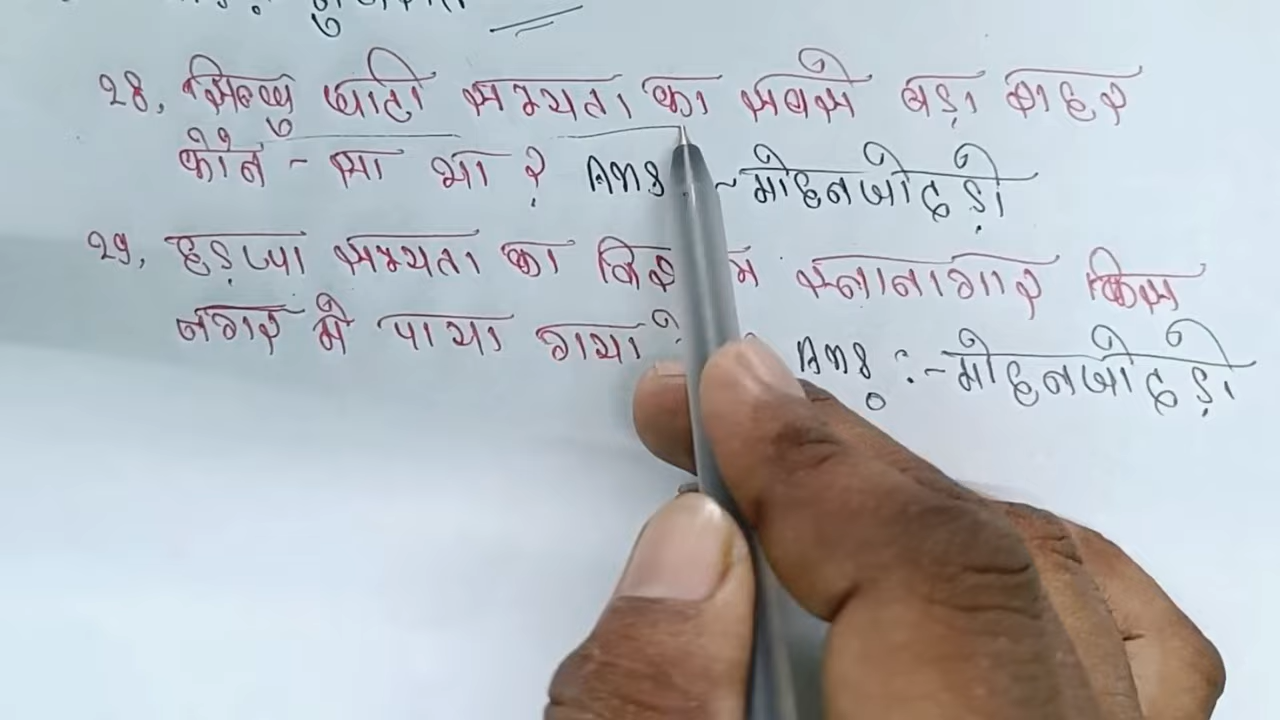 28. सिन्धु घाटी सभ्यता का सबसे बड़ा शहर
कौन - सा था ? Ans :- मोहनजोदड़ो
29. हड़प्पा सभ्यता का स्नानागार किस
नगर में पाया गया Ans :- मोहनजोदड़ो